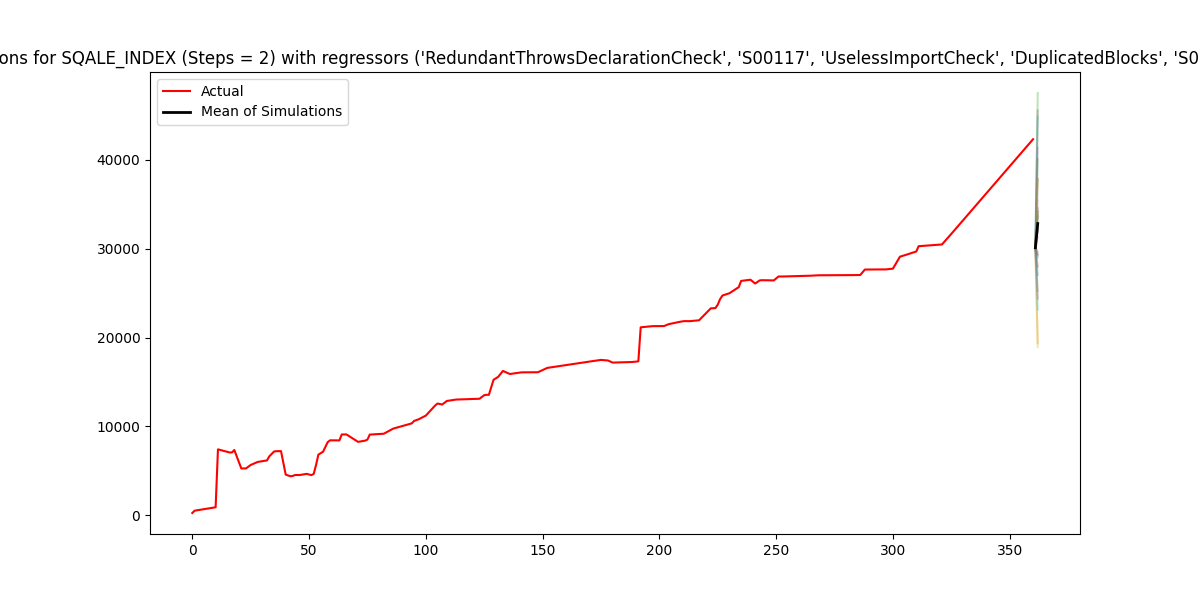 ons for SQALE_INDEX (Steps = 2) with regressors ('RedundantThrowsDeclarationCheck', 'S00117', 'UselessImportCheck', 'DuplicatedBlocks', 'S0
Actual
Mean of Simulations
40000
30000
20000
10000
0
0 50 100 150 200 250 300 350